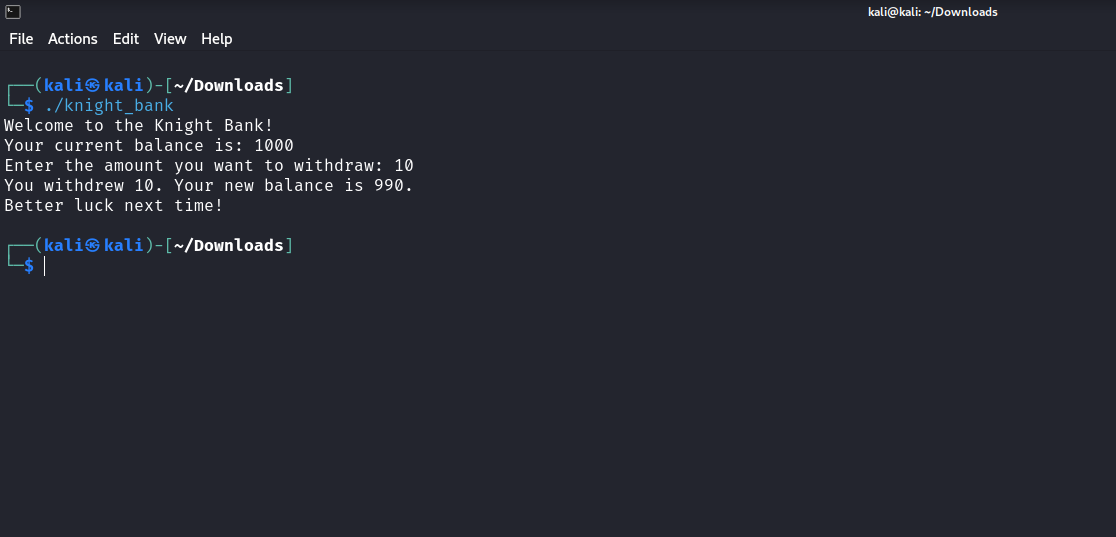 kali@kali: ~/Downloads
File Actions Edit View Help
┌──(kali㉿kali)-[~/Downloads]
└─$ ./knight_bank
Welcome to the Knight Bank!
Your current balance is: 1000
Enter the amount you want to withdraw: 10
You withdrew 10. Your new balance is 990.
Better luck next time!
┌──(kali㉿kali)-[~/Downloads]
└─$